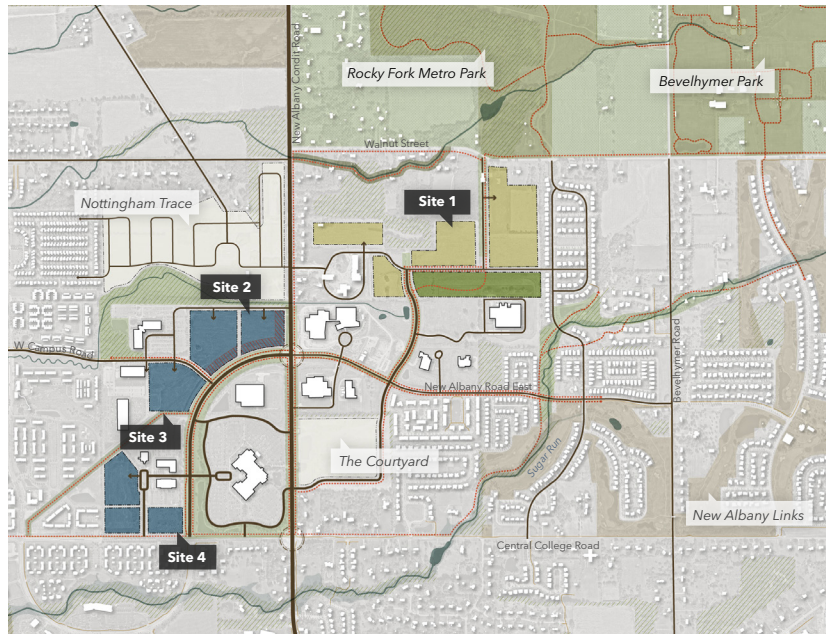 New Albany Condit Road
Rocky Fork Metro Park
Bevelhymer Park
Walnut Street
Nottingham Trace
Site 1
Site 2
W Campus Road
Bevelhymer Road
New Albany Road East
Site 3
The Courtyard
Sugar Run
New Albany Links
Central College Road
Site 4